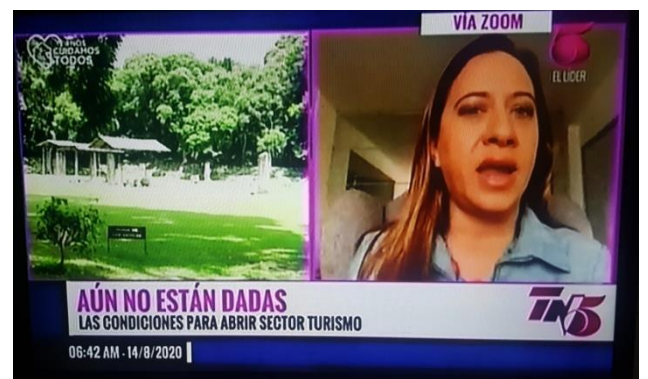 VÍA ZOOM
CUIDAMOS
TODOS
EL LIDER
AÚN NO ESTÁN DADAS
LAS CONDICIONES PARA ABRIR SECTOR TURISMO
TN5
06:42 AM - 14/8/2020